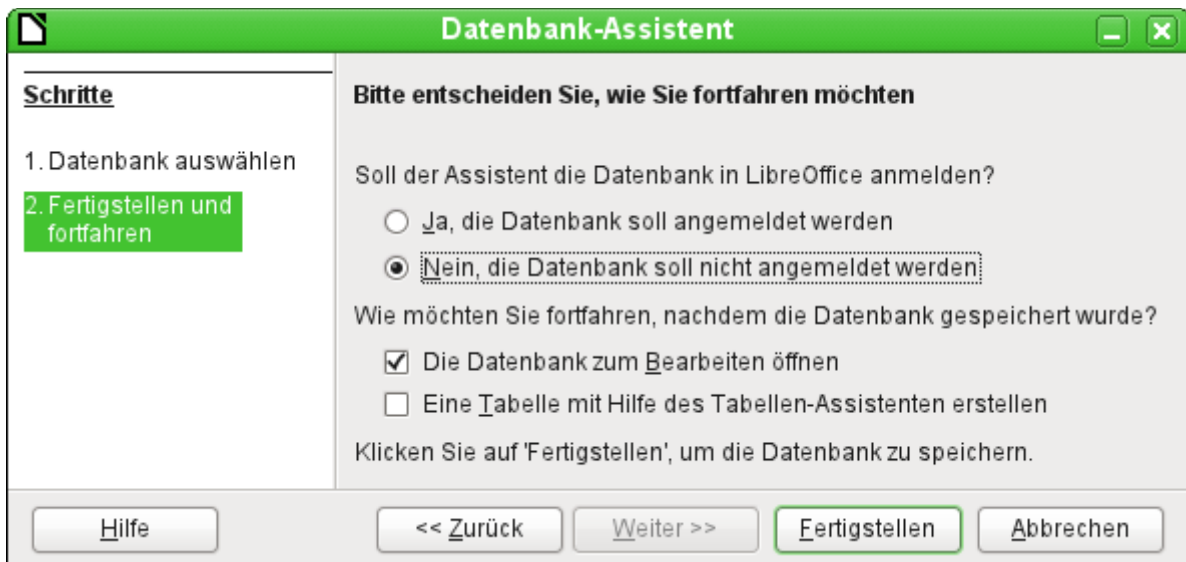 Datenbank-Assistent
Schritte
1. Datenbank auswählen
2. Fertigstellen und
fortfahren
Bitte entscheiden Sie, wie Sie fortfahren möchten
Soll der Assistent die Datenbank in LibreOffice anmelden?
Ja, die Datenbank soll angemeldet werden
Nein, die Datenbank soll nicht angemeldet werden
Wie möchten Sie fortfahren, nachdem die Datenbank gespeichert wurde?
Die Datenbank zum Bearbeiten öffnen
Eine Tabelle mit Hilfe des Tabellen-Assistenten erstellen
Klicken Sie auf 'Fertigstellen', um die Datenbank zu speichern.
Hilfe
<< Zurück
Weiter >>
Fertigstellen
Abbrechen